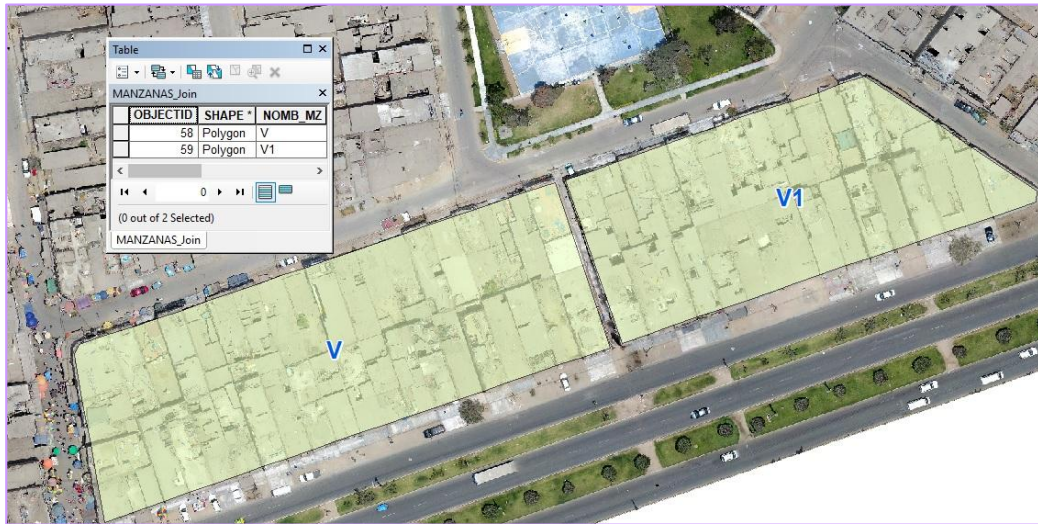 Table
MANZANAS_Join
OBJECTID SHAPE * NOMB_MZ
58 Polygon V
59 Polygon V1
0
(0 out of 2 Selected)
MANZANAS_Join
V1
V